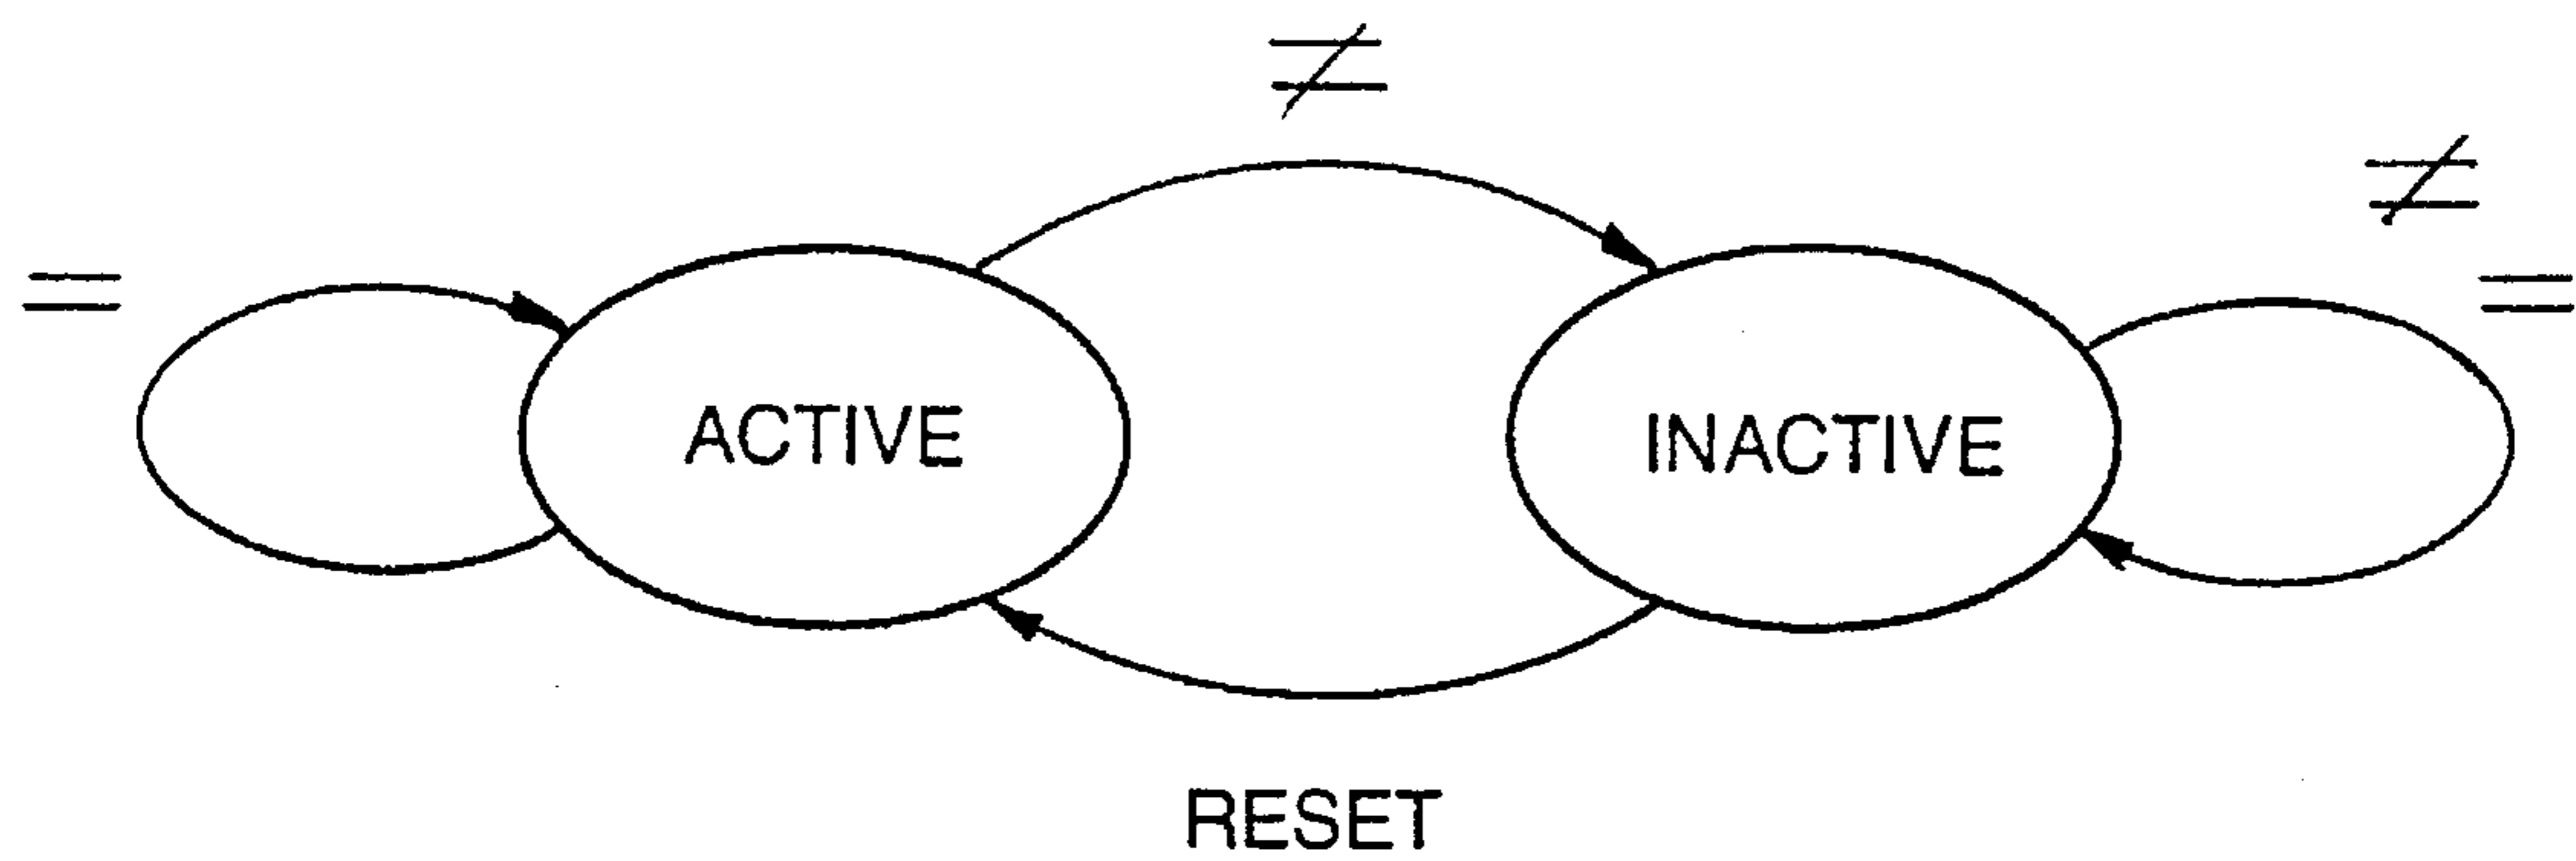 ≠
≠
= =
ACTIVE INACTIVE
RESET